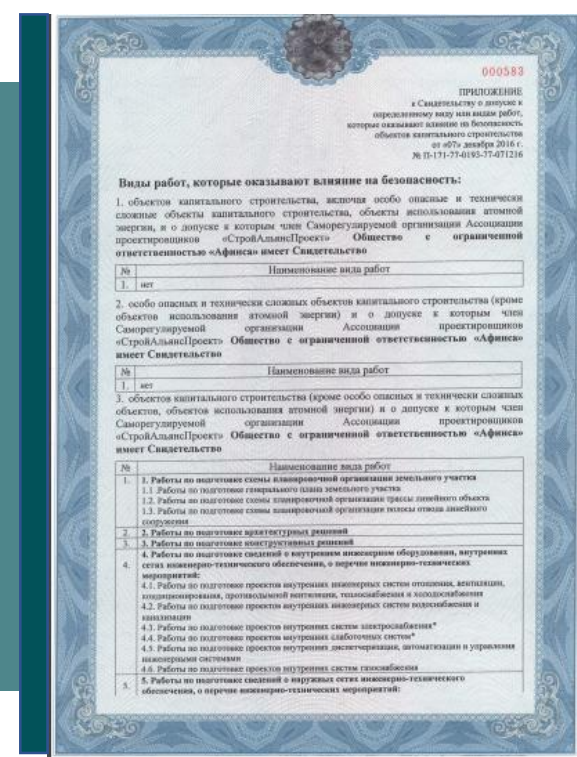 000583
ПРИЛОЖЕНИЕ
к Свидетельству о допуске к
определенному виду или видам работ,
которые оказывают влияние на безопасность
объектов капитального строительства
от «07» декабря 2016 г.
№ П-171-77-0193-77-071216
Виды работ, которые оказывают влияние на безопасность:
1. объектов капитального строительства, включая особо опасные и технически
сложные объекты капитального строительства, объекты использования атомной
энергии, и о допуске к которым член Саморегулируемой организации Ассоциации
проектировщиков «СтройАльянсПроект» Общество с ограниченной
ответственностью «Афинса» имеет Свидетельство
№ Наименование вида работ
1. нет
2. особо опасных и технически сложных объектов капитального строительства (кроме
объектов использования атомной энергии) и о допуске к которым член
Саморегулируемой организации Ассоциации проектировщиков
«СтройАльянсПроект» Общество с ограниченной ответственностью «Афинса»
имеет Свидетельство
№ Наименование вида работ
1. нет
3. объектов капитального строительства (кроме особо опасных и технически сложных
объектов, объектов использования атомной энергии) и о допуске к которым член
Саморегулируемой организации Ассоциации проектировщиков
«СтройАльянсПроект» Общество с ограниченной ответственностью «Афинса»
имеет Свидетельство
№ Наименование вида работ
1. 1. Работы по подготовке схемы планировочной организации земельного участка
1.1 .Работы по подготовке генерального плана земельного участка
1.2. Работы по подготовке схемы планировочной организации трассы линейного объекта
1.3. Работы по подготовке схемы планировочной организации полосы отвода линейного
сооружения
2. 2. Работы по подготовке архитектурных решений
3. 3. Работы по подготовке конструктивных решений
4. 4. Работы по подготовке сведений о внутреннем инженерном оборудовании, внутренних
сетях инженерно-технического обеспечения, о перечне инженерно-технических
мероприятий:
4.1. Работы по подготовке проектов внутренних инженерных систем отопления, вентиляции,
кондиционирования, противодымной вентиляции, теплоснабжения и холодоснабжения
4.2. Работы по подготовке проектов внутренних инженерных систем водоснабжения и
канализации
4.3. Работы по подготовке проектов внутренних систем электроснабжения*
4.4. Работы по подготовке проектов внутренних слаботочных систем*
4.5. Работы по подготовке проектов внутренних диспетчеризации, автоматизации и управления
инженерными системами
4.6. Работы по подготовке проектов внутренних систем газоснабжения
5. 5. Работы по подготовке сведений о наружных сетях инженерно-технического
обеспечения, о перечне инженерно-технических мероприятий: